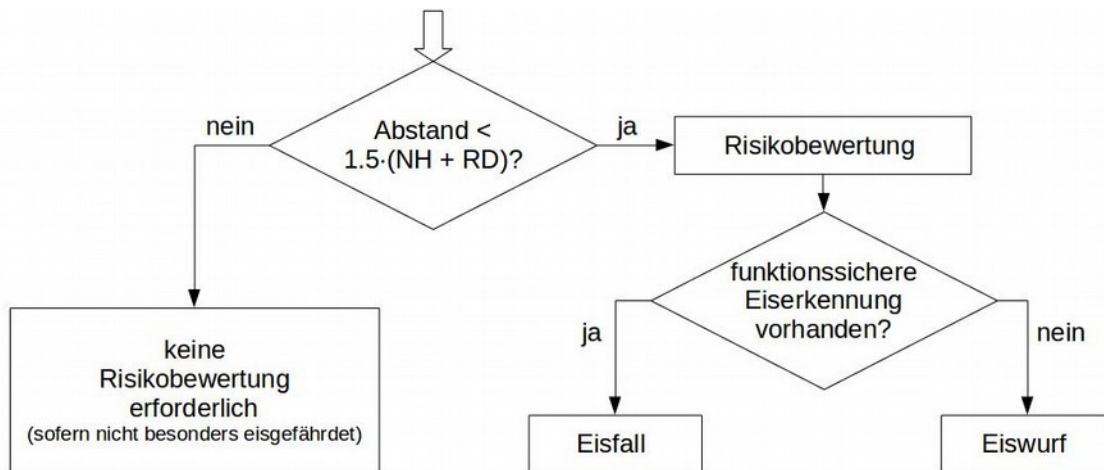 Abstand <
1.5·(NH + RD)?
nein
ja
Risikobewertung
funktionssichere
Eiserkennung
vorhanden?
ja
nein
keine
Risikobewertung
erforderlich
(sofern nicht besonders eisgefährdet)
Eisfall
Eiswurf